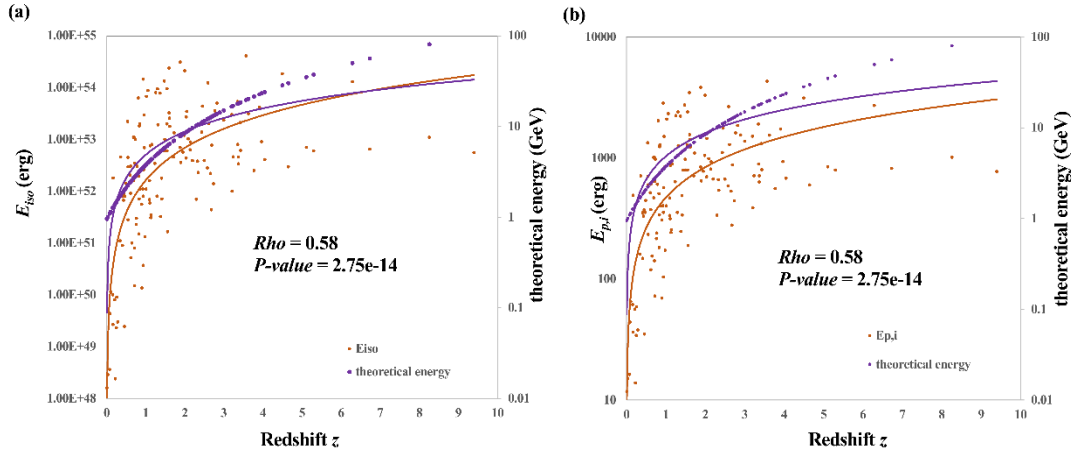 (a)
1.00E+55
1.00E+54
1.00E+53
1.00E+52
1.00E+51
1.00E+50
1.00E+49
1.00E+48
Eiso (erg)
100
10
1
0.1
0.01
theoretical energy (GeV)
Rho = 0.58
P-value = 2.75e-14
Eiso
theoretical energy
0 1 2 3 4 5 6 7 8 9 10
Redshift z
(b)
10000
1000
100
10
Ep,i (erg)
100
10
1
0.1
0.01
theoretical energy (GeV)
Rho = 0.58
P-value = 2.75e-14
Ep,i
theoretical energy
0 1 2 3 4 5 6 7 8 9 10
Redshift z